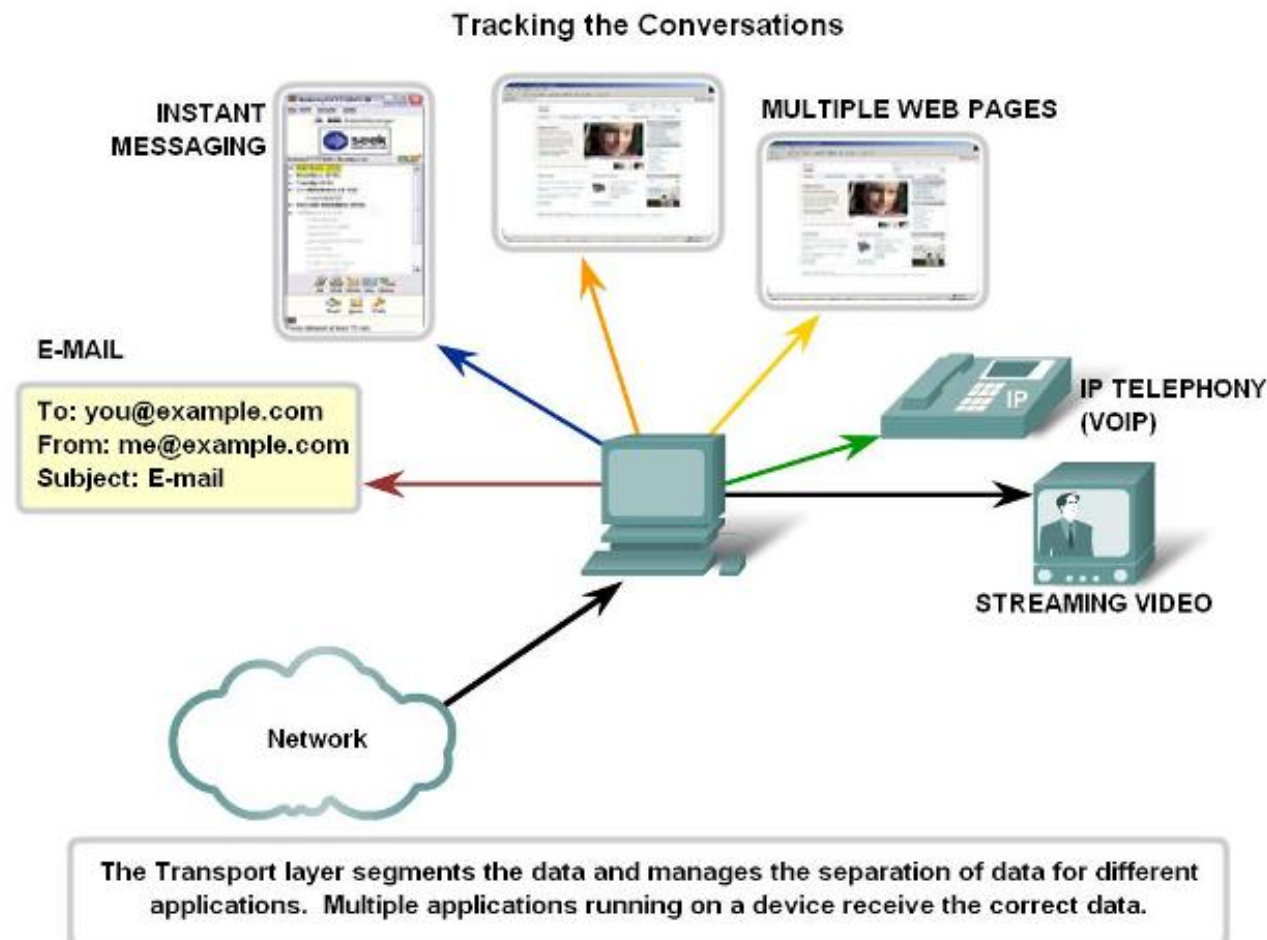 Tracking the Conversations
INSTANT
MESSAGING
seek
MULTIPLE WEB PAGES
E-MAIL
To: you@example.com
From: me@example.com
Subject: E-mail
IP
IP TELEPHONY
(VOIP)
STREAMING VIDEO
Network
The Transport layer segments the data and manages the separation of data for different
applications. Multiple applications running on a device receive the correct data.